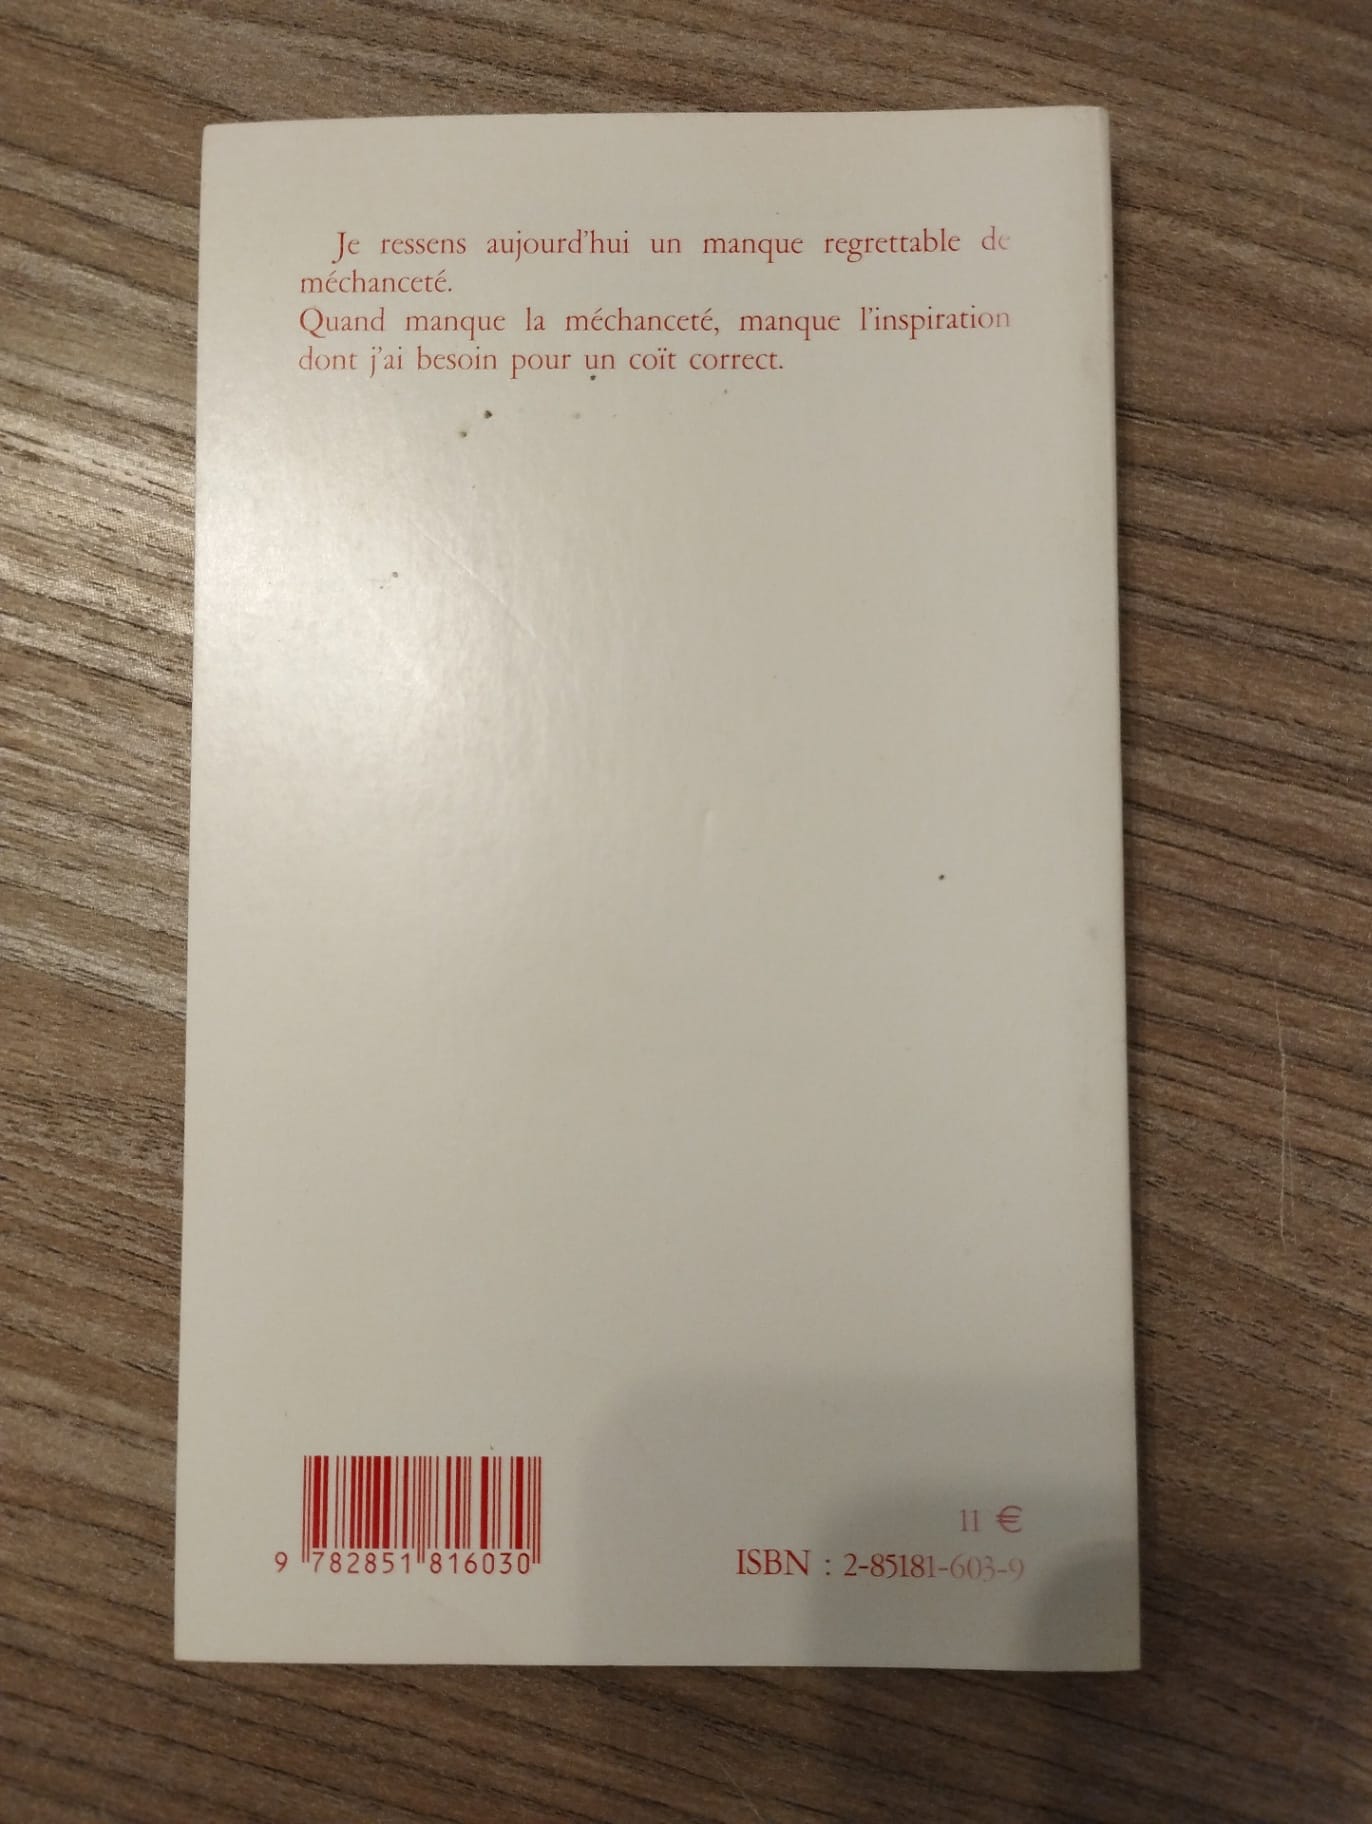 Je ressens aujourd'hui un manque regrettable de
méchanceté.
Quand manque la méchanceté, manque l'inspiration
dont j'ai besoin pour un coït correct.
11 €
9 782851 816030
ISBN : 2-85181-603-9